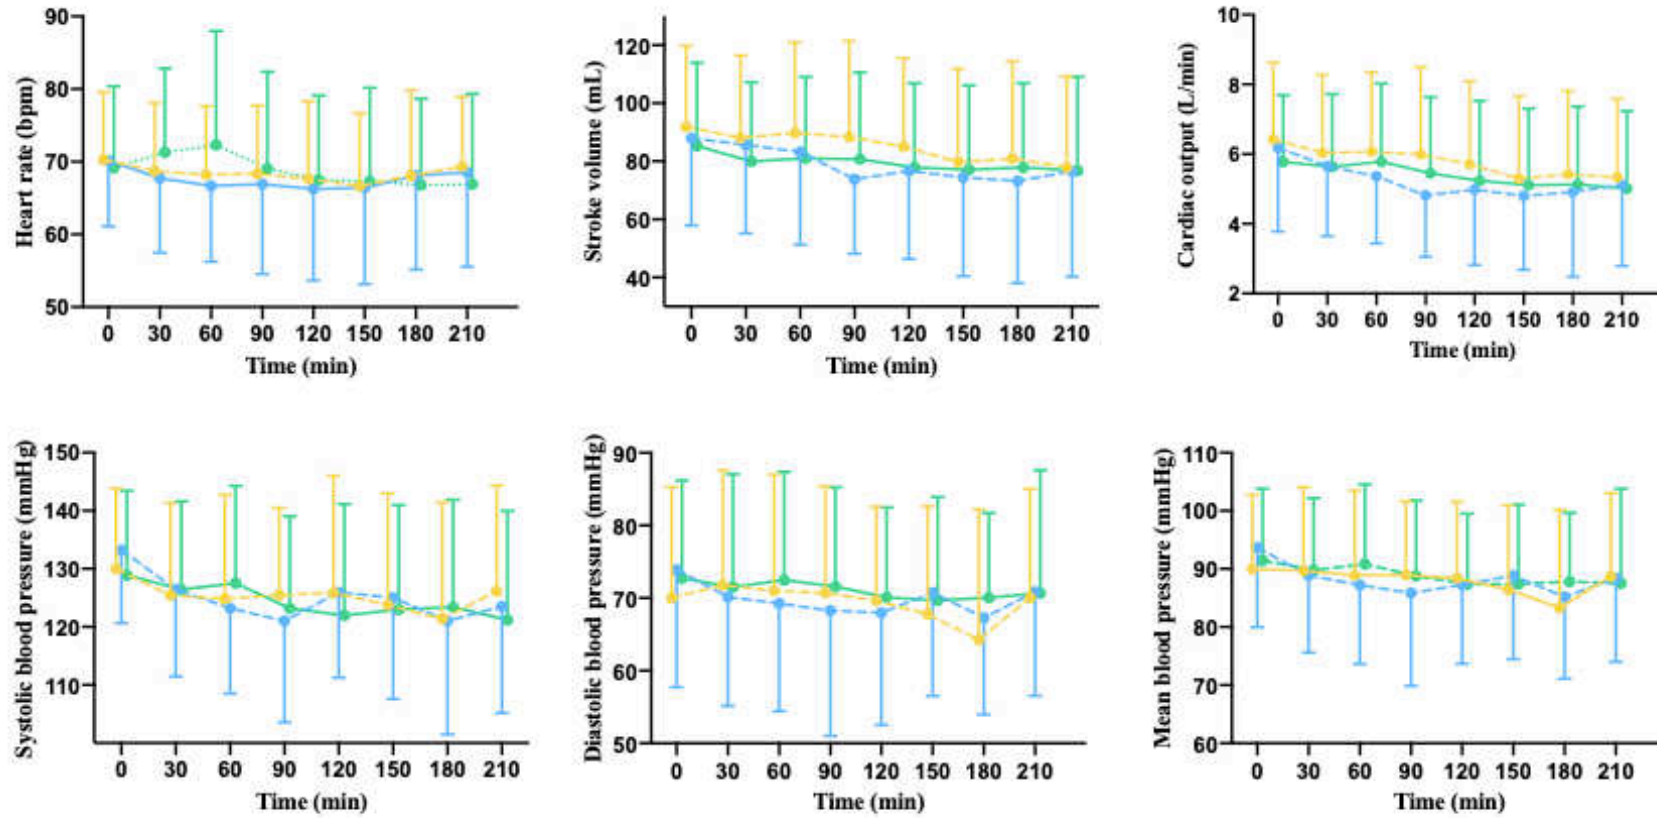 Heart rate (bpm)
90
80
70
60
50
0 30 60 90 120 150 180 210
Time (min)
Stroke volume (mL)
120
100
80
60
40
0 30 60 90 120 150 180 210
Time (min)
Cardiac output (L/min)
10
8
6
4
2
0 30 60 90 120 150 180 210
Time (min)
Systolic blood pressure (mmHg)
150
140
130
120
110
0 30 60 90 120 150 180 210
Time (min)
Diastolic blood pressure (mmHg)
90
80
70
60
50
0 30 60 90 120 150 180 210
Time (min)
Mean blood pressure (mmHg)
110
100
90
80
70
60
0 30 60 90 120 150 180 210
Time (min)